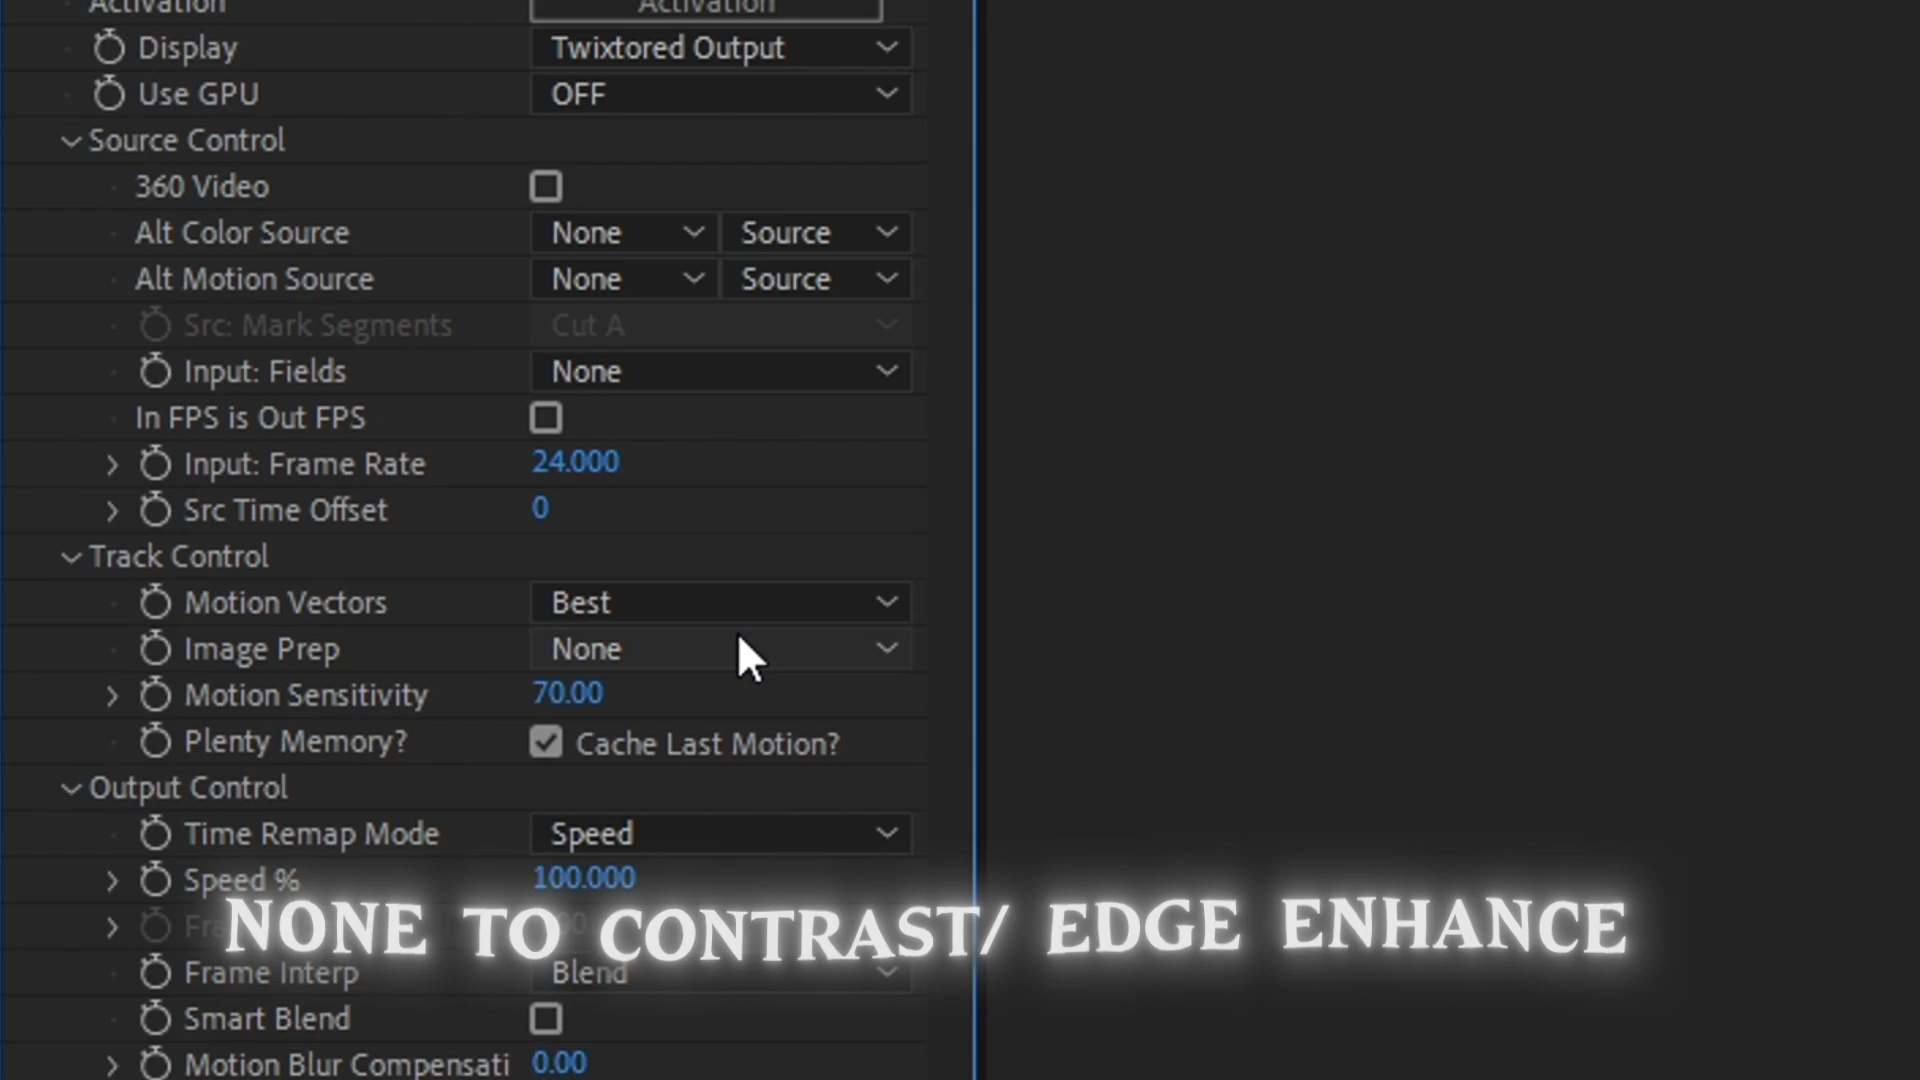 Activation Activation
Display Twixtored Output
Use GPU OFF
Source Control
360 Video
Alt Color Source None Source
Alt Motion Source None Source
Src: Mark Segments Cut A
Input: Fields None
In FPS is Out FPS
Input: Frame Rate 24.000
Src Time Offset 0
Track Control
Motion Vectors Best
Image Prep None
Motion Sensitivity 70.00
Plenty Memory? Cache Last Motion?
Output Control
Time Remap Mode Speed
Speed % 100.000
NONE TO CONTRAST/ EDGE ENHANCE
Frame Interp Blend
Smart Blend
Motion Blur Compensati 0.00